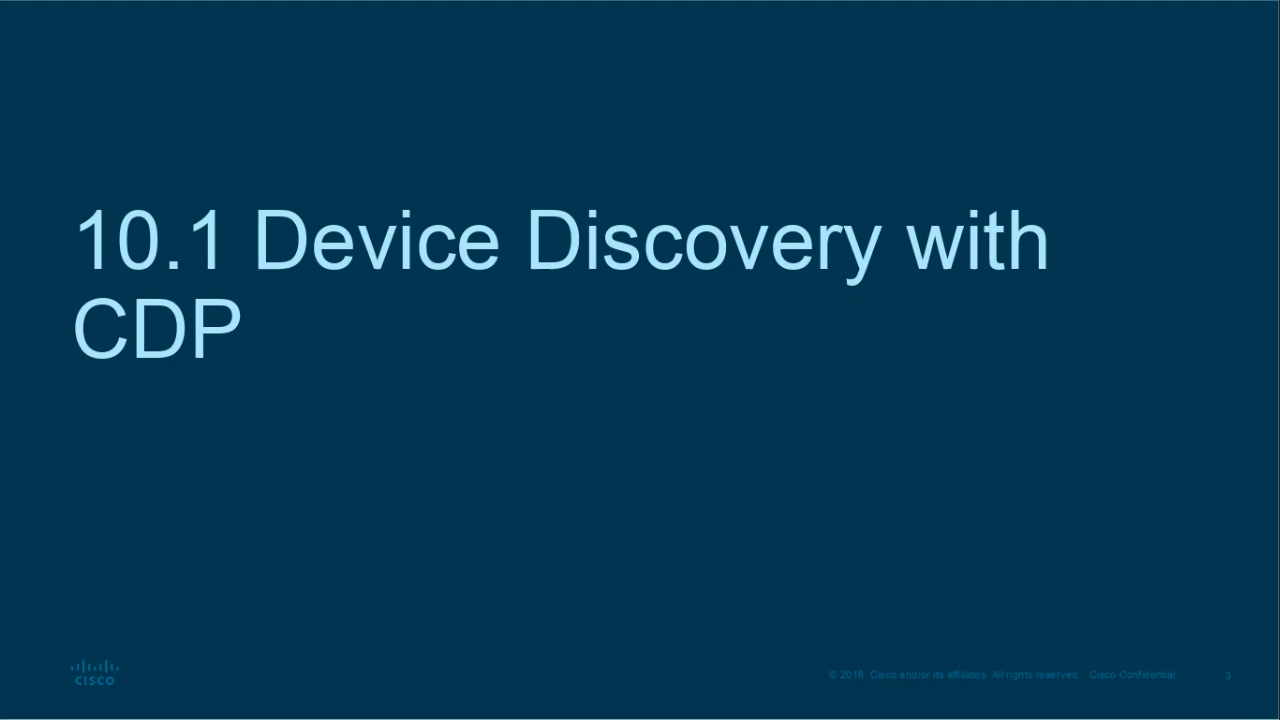 10.1 Device Discovery with
CDP
CISCO
© 2016 Cisco and/or its affiliates. All rights reserved. Cisco Confidential
3